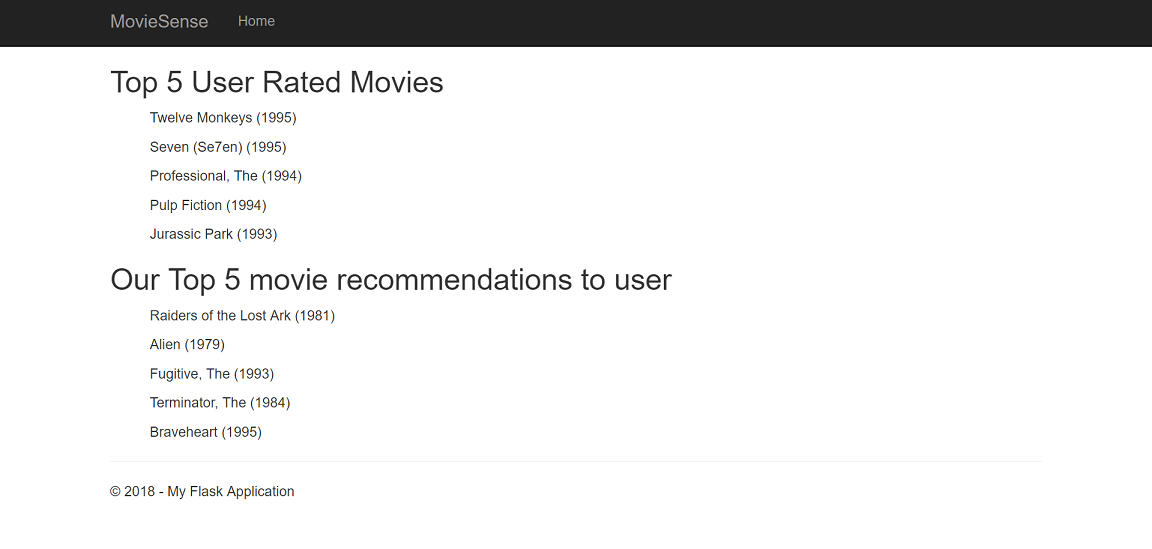 MovieSense Home
Top 5 User Rated Movies
Twelve Monkeys (1995)
Seven (Se7en) (1995)
Professional, The (1994)
Pulp Fiction (1994)
Jurassic Park (1993)
Our Top 5 movie recommendations to user
Raiders of the Lost Ark (1981)
Alien (1979)
Fugitive, The (1993)
Terminator, The (1984)
Braveheart (1995)
© 2018 - My Flask Application